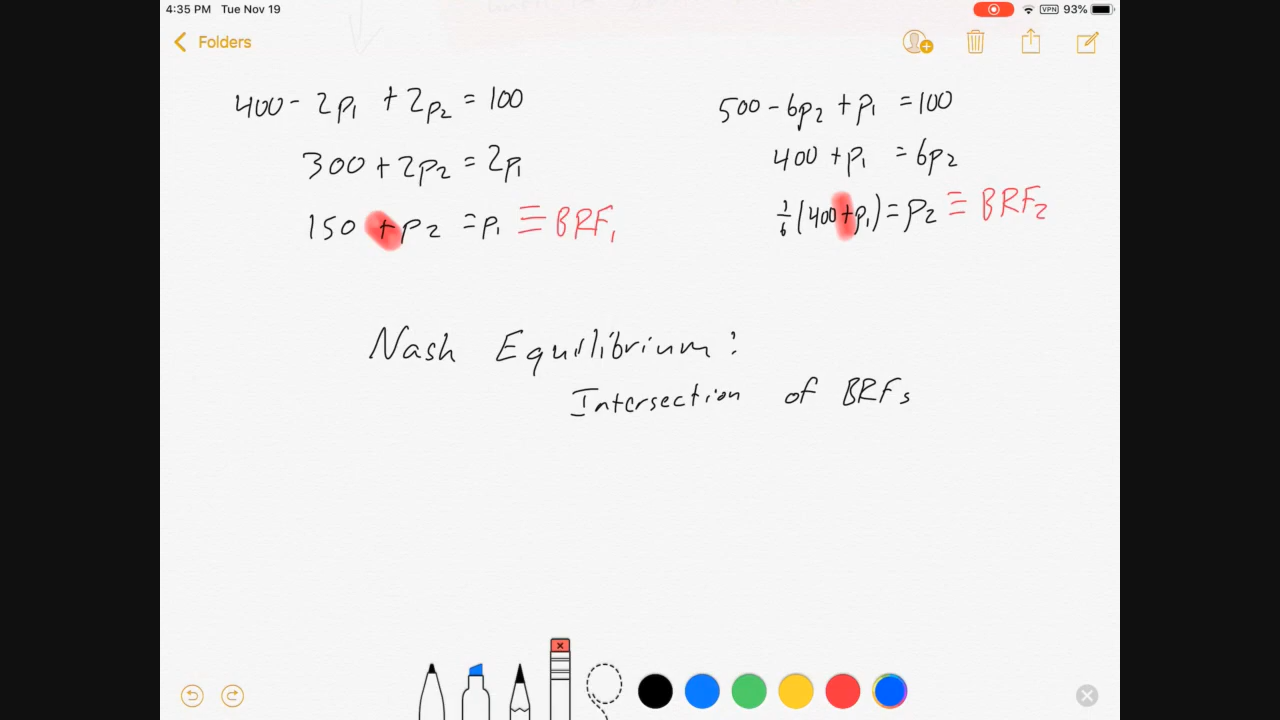 4:35 PM Tue Nov 19
VPN 93%
Folders
400 - 2p₁ + 2p₂ = 100
300 + 2p₂ = 2p₁
150 + p₂ = p₁ ≡ BRF₁
500 - 6p₂ + p₁ = 100
400 + p₁ = 6p₂
1/6 (400 + p₁) = p₂ ≡ BRF₂
Nash Equilibrium:
Intersection of BRFs